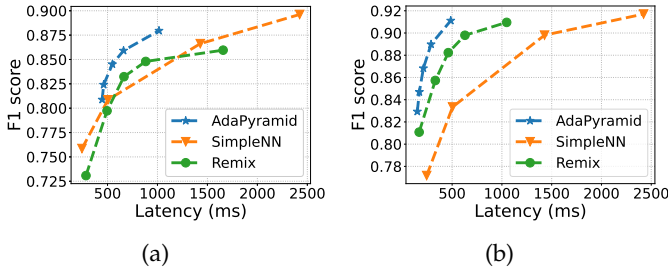 0.900
0.875
0.850
0.825
0.800
0.775
0.750
0.725
F1 score
500 1000 1500 2000 2500
Latency (ms)
AdaPyramid
SimpleNN
Remix
(a)
0.92
0.90
0.88
0.86
0.84
0.82
0.80
0.78
F1 score
500 1000 1500 2000 2500
Latency (ms)
AdaPyramid
SimpleNN
Remix
(b)